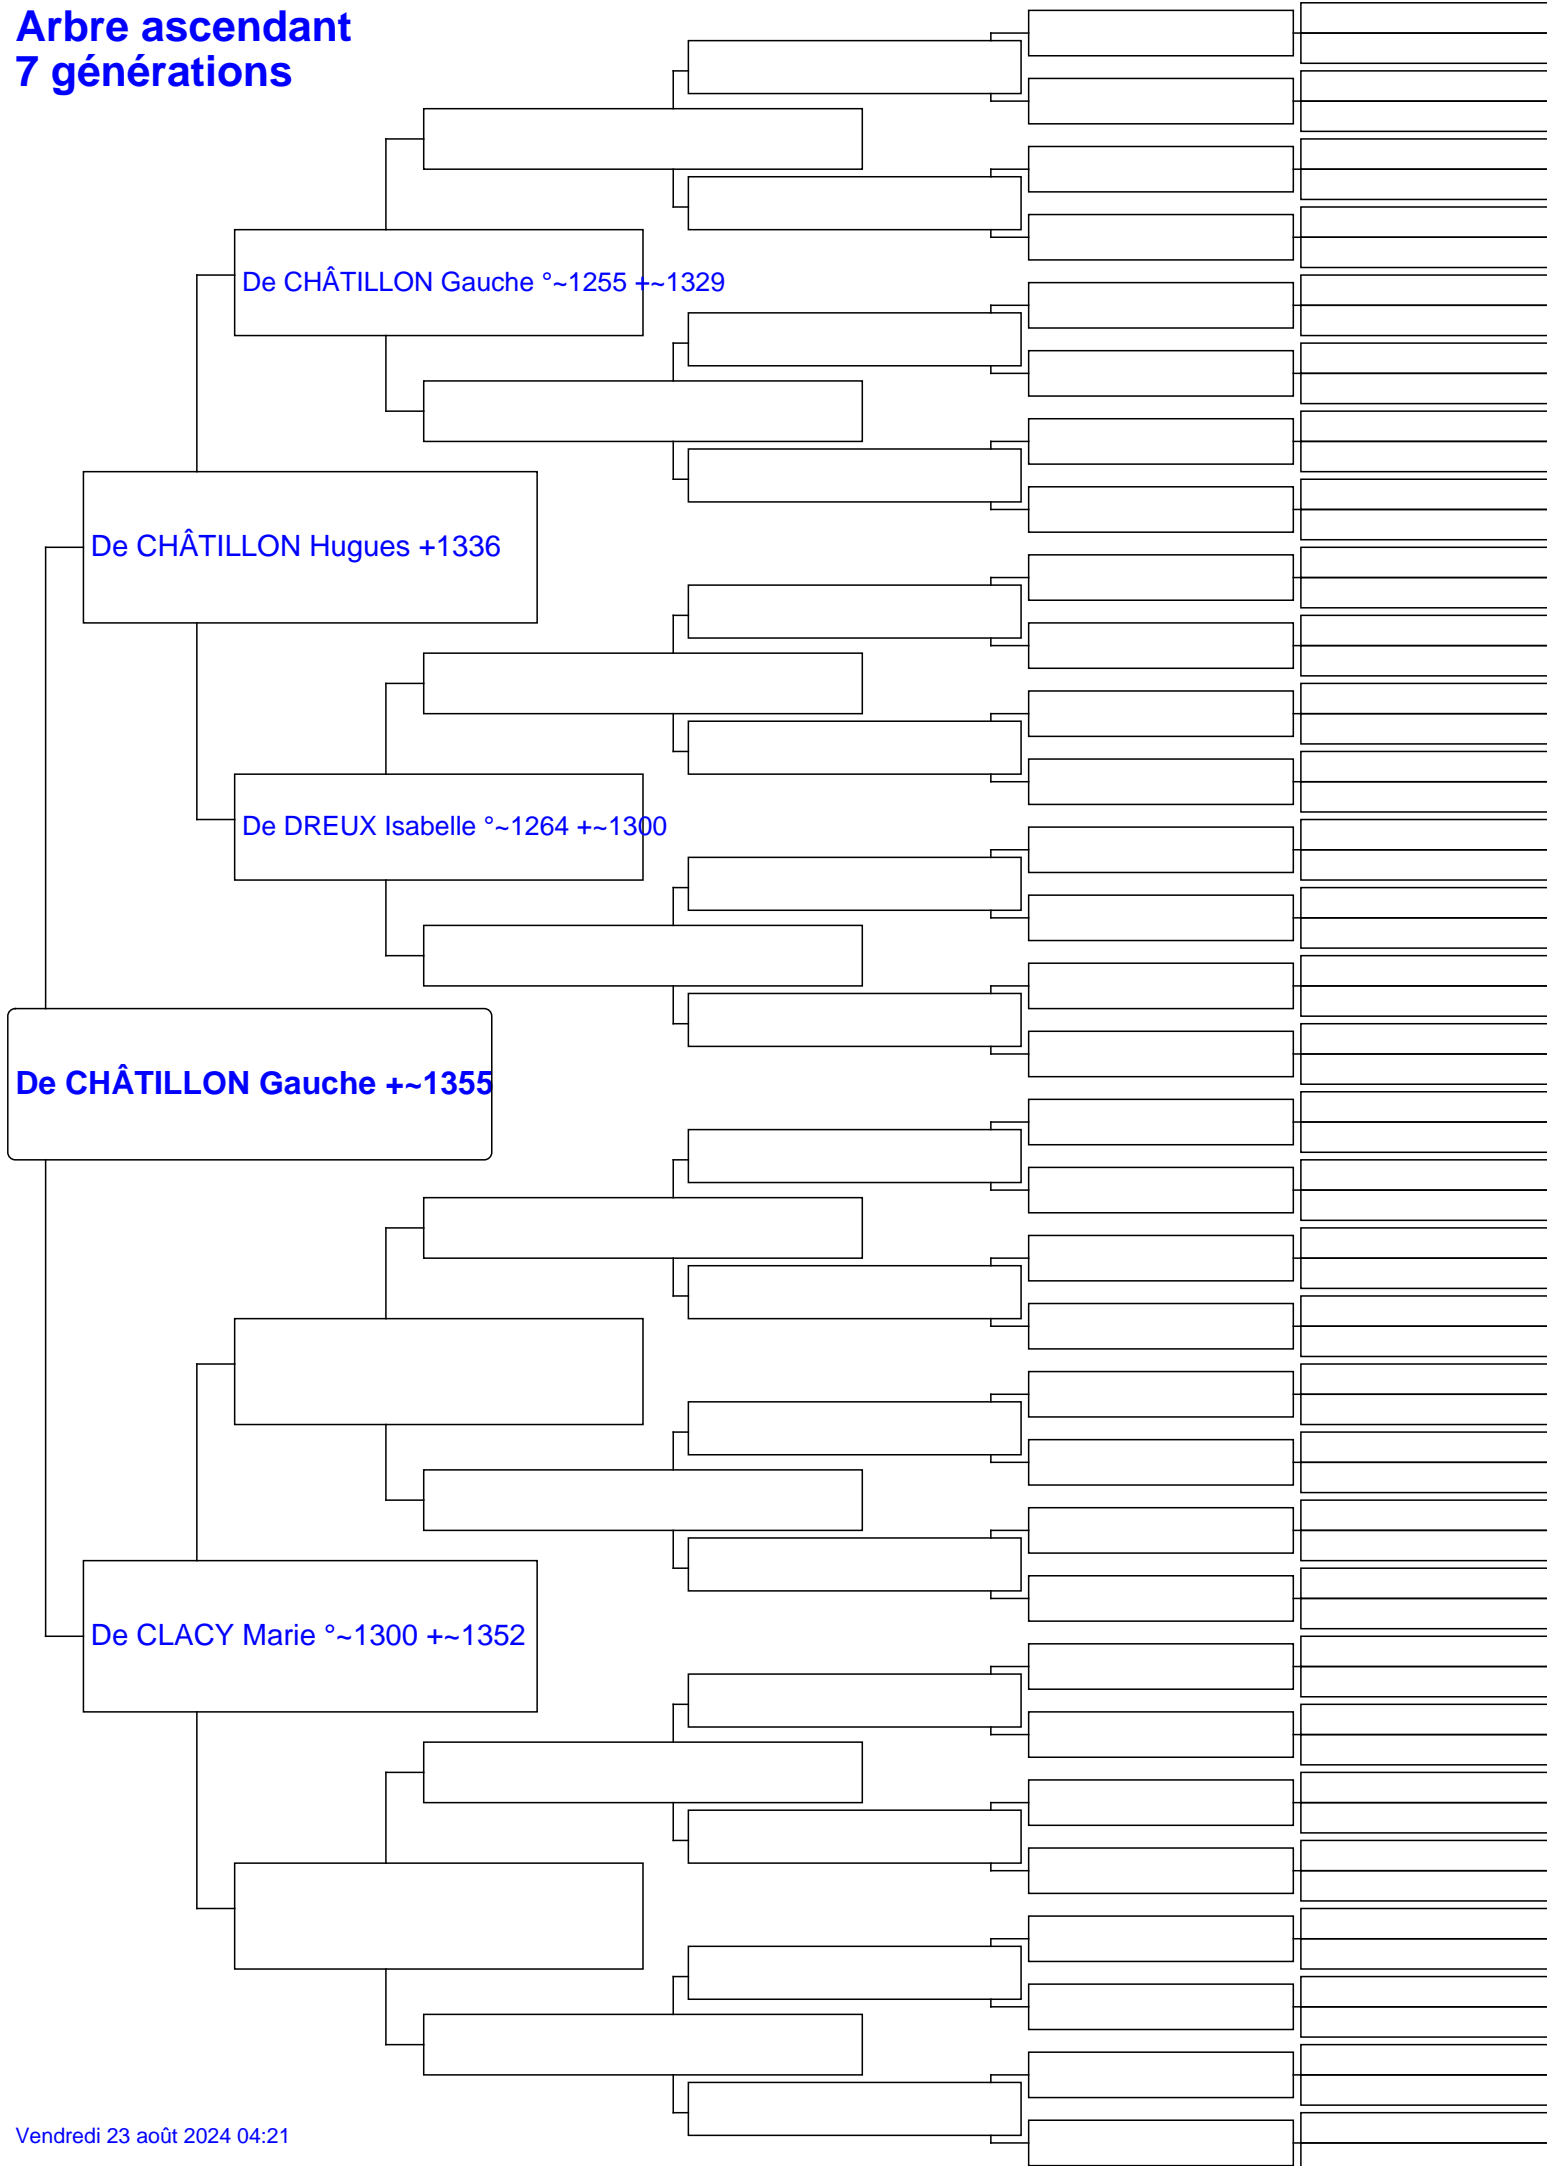 Arbre ascendant
7 générations
De CHÂTILLON Gauche °~1255 +~1329
De CHÂTILLON Hugues +1336
De DREUX Isabelle °~1264 +~1300
De CHÂTILLON Gauche +~1355
De CLACY Marie °~1300 +~1352
Vendredi 23 août 2024 04:21